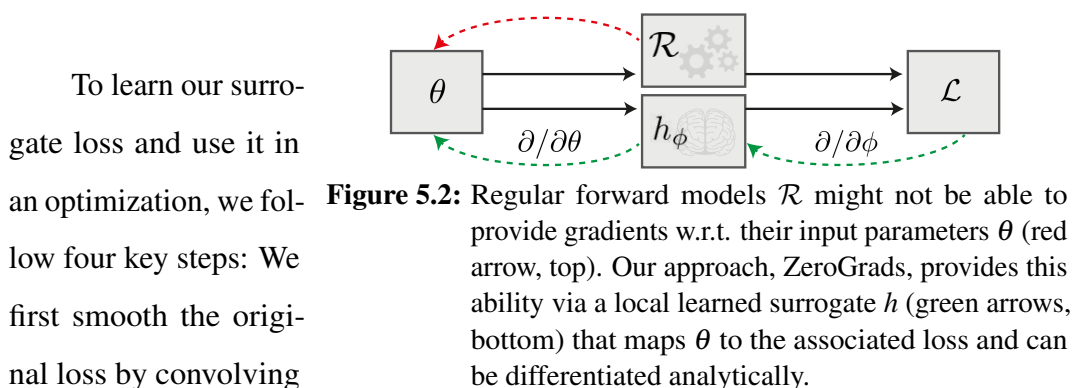 θ
R
h_ϕ
L
∂/∂θ
∂/∂ϕ
To learn our surro-
gate loss and use it in
an optimization, we fol-
low four key steps: We
first smooth the origi-
nal loss by convolving
Figure 5.2: Regular forward models R might not be able to
provide gradients w.r.t. their input parameters θ (red
arrow, top). Our approach, ZeroGrads, provides this
ability via a local learned surrogate h (green arrows,
bottom) that maps θ to the associated loss and can
be differentiated analytically.